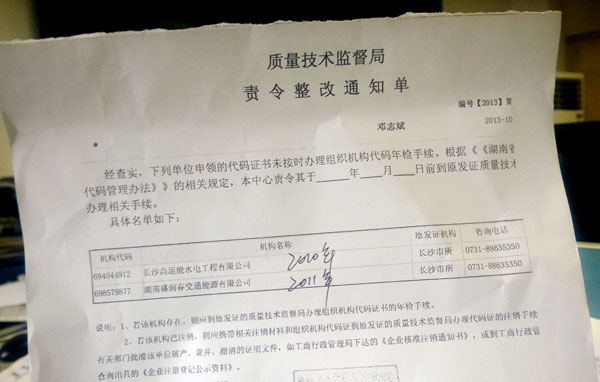 质量技术监督局
责令整改通知单
编号【2013】第
邓志斌
2013-10
经查实，下列单位申领的代码证书未按时办理组织机构代码年检手续。根据《《湖南省
代码管理办法》》的相关规定，本中心责令其于____年____月____日前到原发证质量技术
办理相关手续。
具体名单如下：
机构代码 机构名称 原发证机构 咨询电话
694044912 长沙高运能水电工程有限公司 2010年 长沙市所 0731-88635350
698579877 湖南盛润春交通能源有限公司 2011年 长沙市所 0731-88635350
说明：1、若该机构存在，则应到原发证的质量技术监督局办理组织机构代码证书的年检手续。
2、若该机构已注销，则应携带相关注销材料和组织机构代码证到原发证的质量技术监督局办理代码证的注销手续
有关部门批准该单位破产、兼并、撤消的证明文件，如工商行政管理局下达的《企业核准注销通知书》，或到工商行政管
查询出具的《企业注册登记公示资料》。